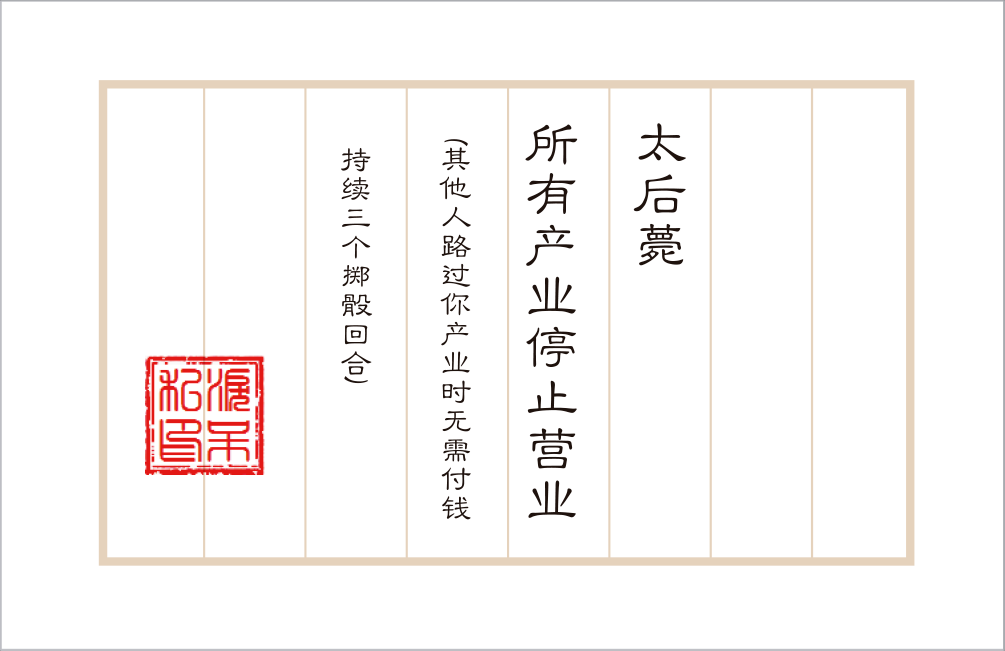 太后薨
所有产业停止营业
(其他人路过你产业时无需付钱
持续三个掷骰回合)